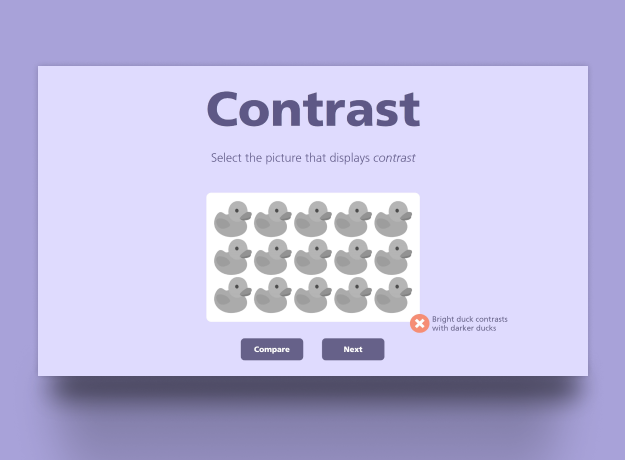 Contrast
Select the picture that displays contrast
Bright duck contrasts
with darker ducks
Compare
Next